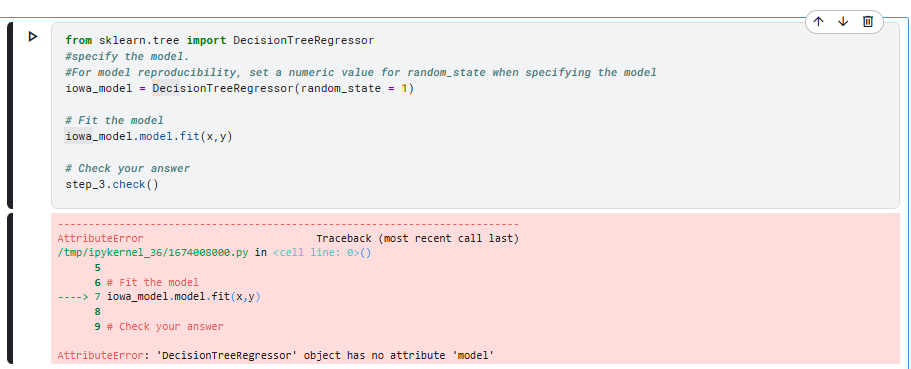 from sklearn.tree import DecisionTreeRegressor
#specify the model.
#For model reproducibility, set a numeric value for random_state when specifying the model
iowa_model = DecisionTreeRegressor(random_state = 1)
# Fit the model
iowa_model.model.fit(x,y)
# Check your answer
step_3.check()
---------------------------------------------------------------------------
AttributeError                            Traceback (most recent call last)
/tmp/ipykernel_36/1674008000.py in <cell line: 0>()
5
6 # Fit the model
----> 7 iowa_model.model.fit(x,y)
8
9 # Check your answer
AttributeError: 'DecisionTreeRegressor' object has no attribute 'model'